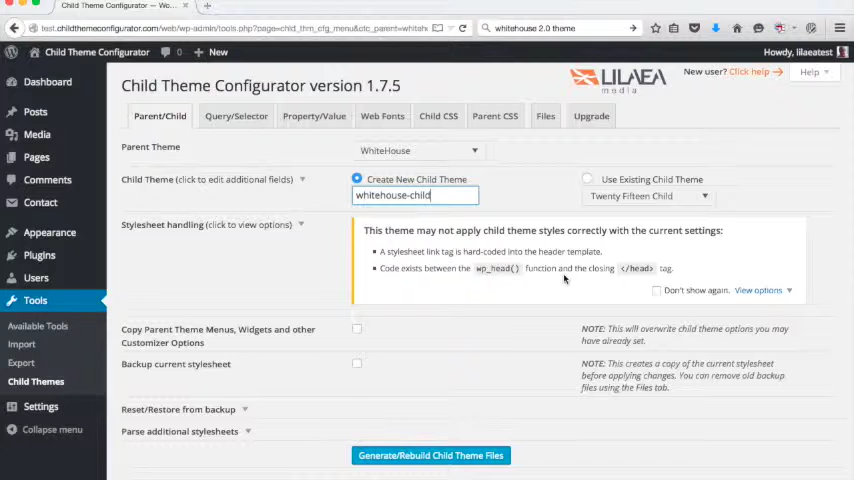 Child Theme Configurator — Wo...
test.childthemeconfigurator.com/web/wp-admin/tools.php?page=chld_thm_cfg_menu&ctc_parent=whiteh
whitehouse 2.0 theme
Child Theme Configurator 0 New
Howdy, lilaeatest
Dashboard
Posts
Media
Pages
Comments
Contact
Appearance
Plugins
Users
Tools
Available Tools
Import
Export
Child Themes
Settings
Collapse menu
Child Theme Configurator version 1.7.5
LILAEA
media
New user? Click help
Help
Parent/Child Query/Selector Property/Value Web Fonts Child CSS Parent CSS Files Upgrade
Parent Theme
WhiteHouse
Child Theme (click to edit additional fields)
Create New Child Theme
whitehouse-child
Use Existing Child Theme
Twenty Fifteen Child
Stylesheet handling (click to view options)
This theme may not apply child theme styles correctly with the current settings:
A stylesheet link tag is hard-coded into the header template.
Code exists between the wp_head() function and the closing </head> tag.
Don't show again. View options
Copy Parent Theme Menus, Widgets and other
Customizer Options
NOTE: This will overwrite child theme options you may
have already set.
Backup current stylesheet
NOTE: This creates a copy of the current stylesheet
before applying changes. You can remove old backup
files using the Files tab.
Reset/Restore from backup
Parse additional stylesheets
Generate/Rebuild Child Theme Files